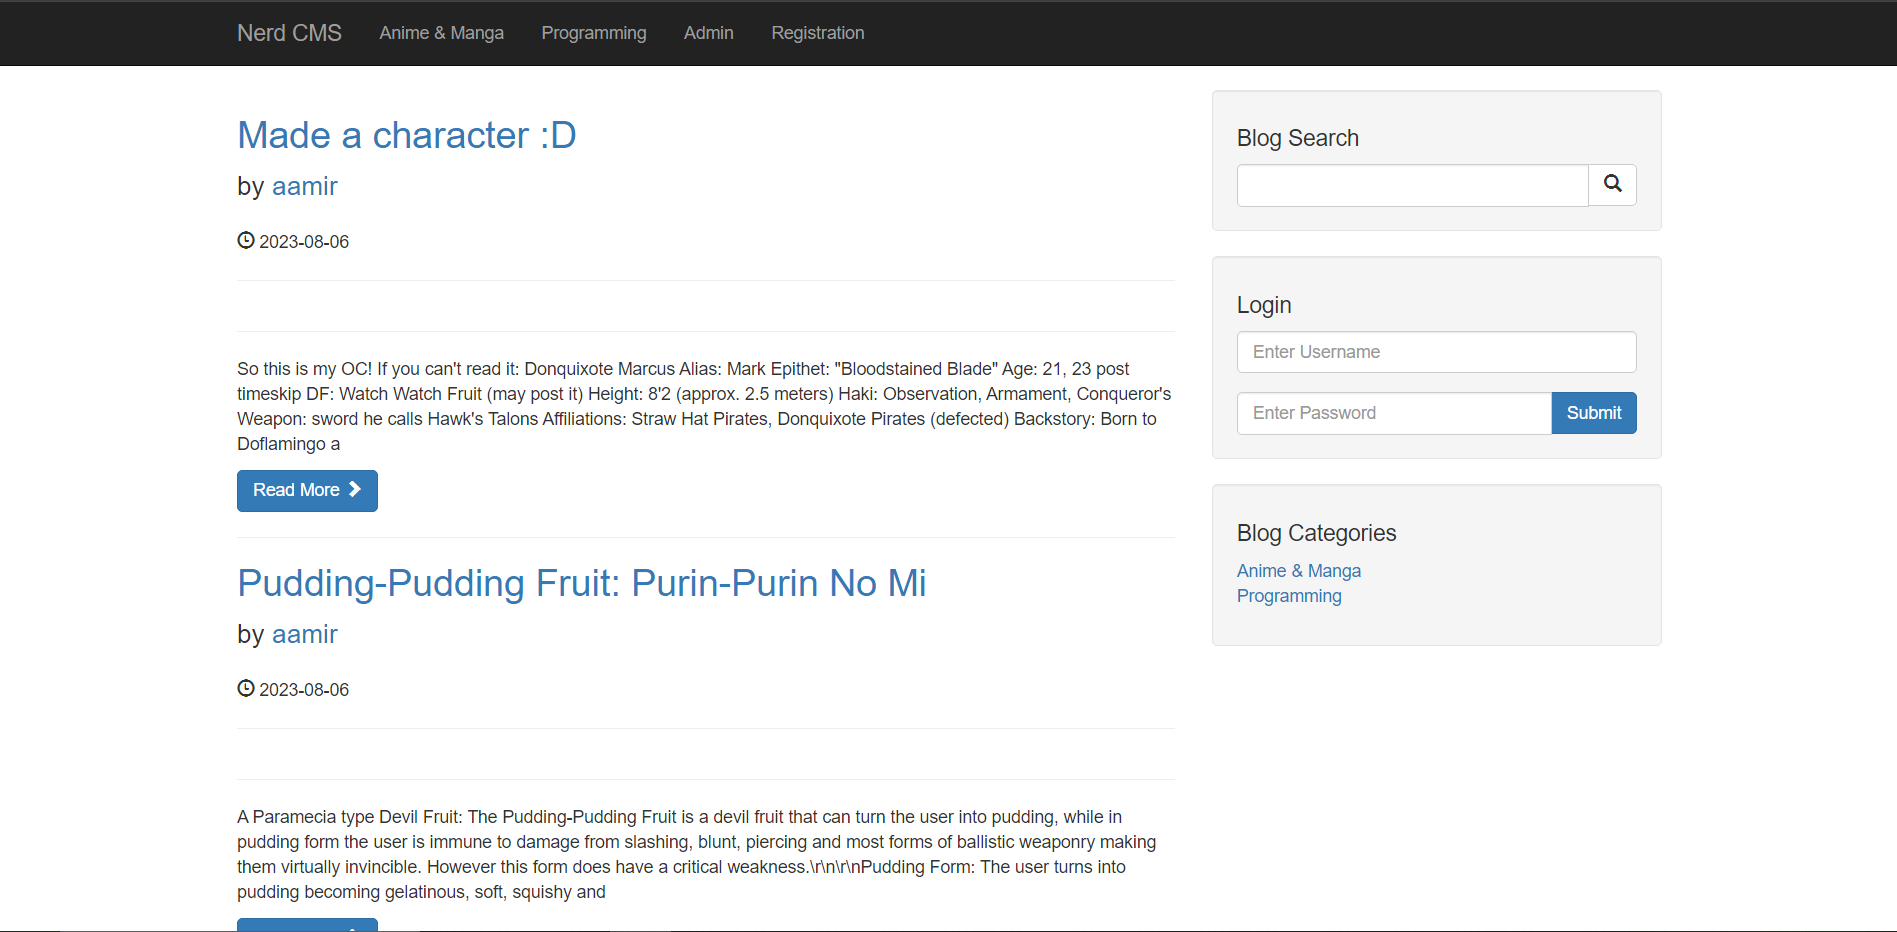 Nerd CMS Anime & Manga Programming Admin Registration
Made a character :D
by aamir
2023-08-06
So this is my OC! If you can't read it: Donquixote Marcus Alias: Mark Epithet: "Bloodstained Blade" Age: 21, 23 post
timeskip DF: Watch Watch Fruit (may post it) Height: 8'2 (approx. 2.5 meters) Haki: Observation, Armament, Conqueror's
Weapon: sword he calls Hawk's Talons Affiliations: Straw Hat Pirates, Donquixote Pirates (defected) Backstory: Born to
Doflamingo a
Read More
Pudding-Pudding Fruit: Purin-Purin No Mi
by aamir
2023-08-06
A Paramecia type Devil Fruit: The Pudding-Pudding Fruit is a devil fruit that can turn the user into pudding, while in
pudding form the user is immune to damage from slashing, blunt, piercing and most forms of ballistic weaponry making
them virtually invincible. However this form does have a critical weakness.\r\n\r\nPudding Form: The user turns into
pudding becoming gelatinous, soft, squishy and
Blog Search
Login
Enter Username
Enter Password Submit
Blog Categories
Anime & Manga
Programming